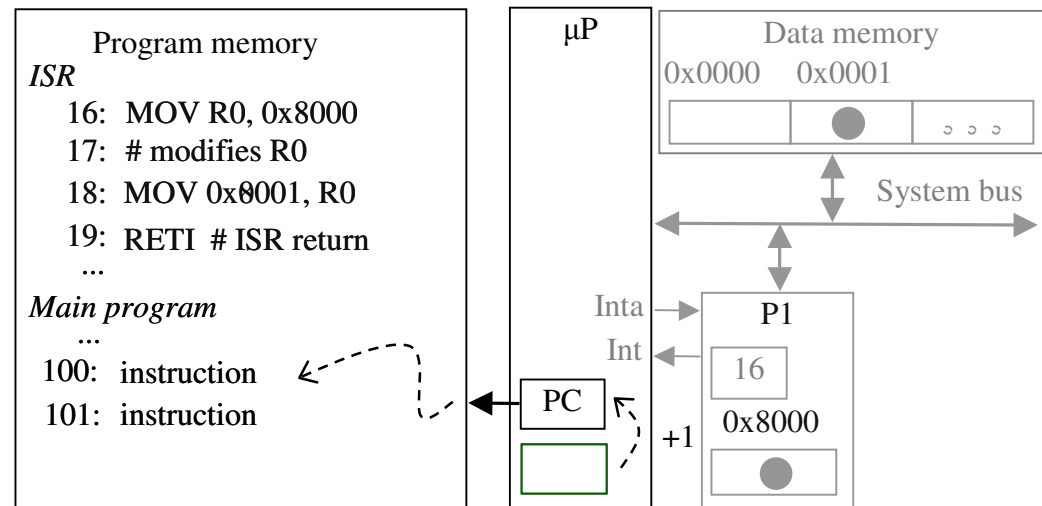 Program memory
ISR
16: MOV R0, 0x8000
17: # modifies R0
18: MOV 0x0001, R0
19: RETI # ISR return
...
Main program
...
100: instruction
101: instruction
μP
PC
+1
Data memory
0x0000 0x0001
System bus
Inta
Int
P1
16
0x8000